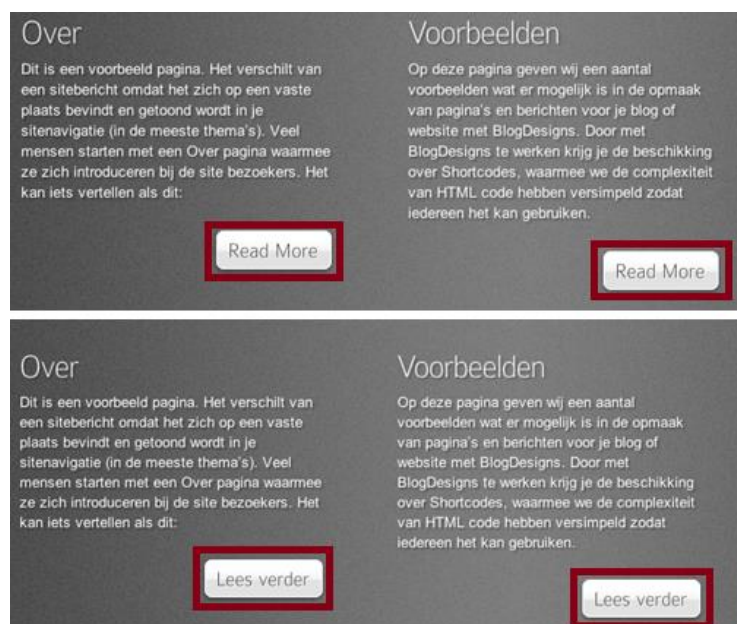 Over
Dit is een voorbeeld pagina. Het verschilt van
een sitebericht omdat het zich op een vaste
plaats bevindt en getoond wordt in je
sitenavigatie (in de meeste thema's). Veel
mensen starten met een Over pagina waarmee
ze zich introduceren bij de site bezoekers. Het
kan iets vertellen als dit:
Read More
Voorbeelden
Op deze pagina geven wij een aantal
voorbeelden wat er mogelijk is in de opmaak
van pagina's en berichten voor je blog of
website met BlogDesigns. Door met
BlogDesigns te werken krijg je de beschikking
over Shortcodes, waarmee we de complexiteit
van HTML code hebben versimpeld zodat
iedereen het kan gebruiken.
Read More
Over
Dit is een voorbeeld pagina. Het verschilt van
een sitebericht omdat het zich op een vaste
plaats bevindt en getoond wordt in je
sitenavigatie (in de meeste thema's). Veel
mensen starten met een Over pagina waarmee
ze zich introduceren bij de site bezoekers. Het
kan iets vertellen als dit:
Lees verder
Voorbeelden
Op deze pagina geven wij een aantal
voorbeelden wat er mogelijk is in de opmaak
van pagina's en berichten voor je blog of
website met BlogDesigns. Door met
BlogDesigns te werken krijg je de beschikking
over Shortcodes, waarmee we de complexiteit
van HTML code hebben versimpeld zodat
iedereen het kan gebruiken.
Lees verder